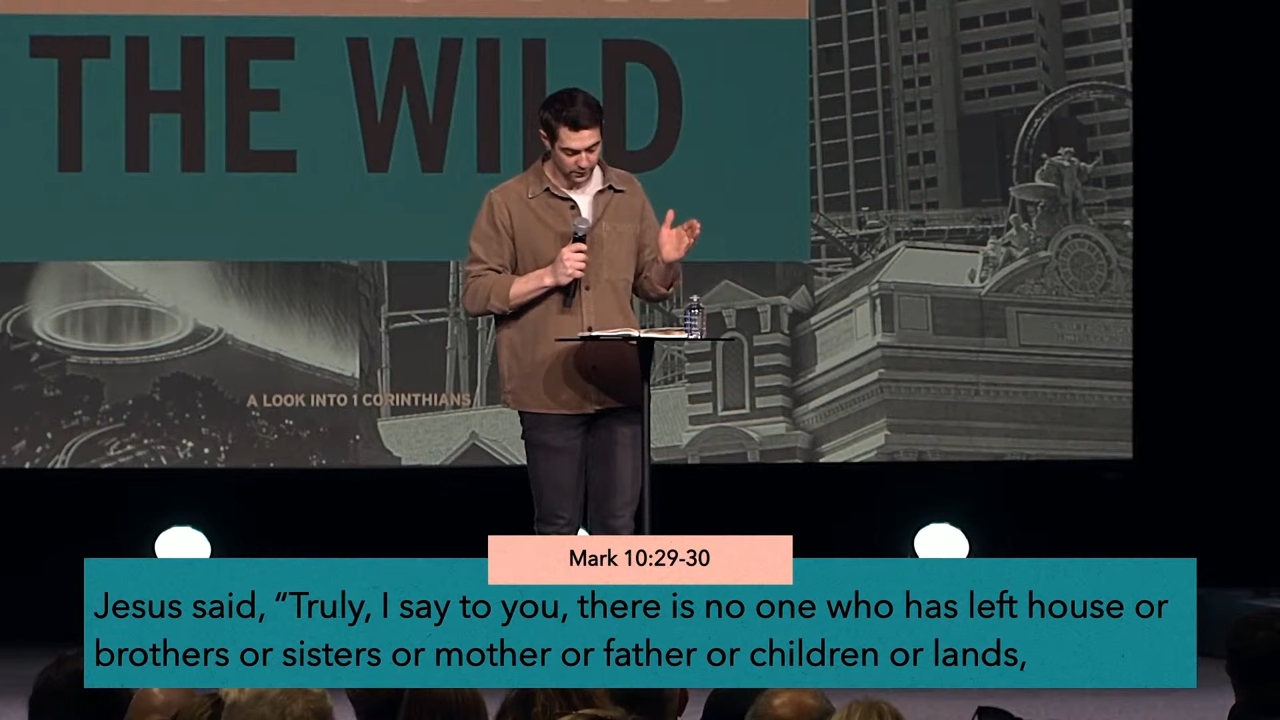 THE WILD
A LOOK INTO 1 CORINTHIANS
Mark 10:29-30
Jesus said, “Truly, I say to you, there is no one who has left house or
brothers or sisters or mother or father or children or lands,